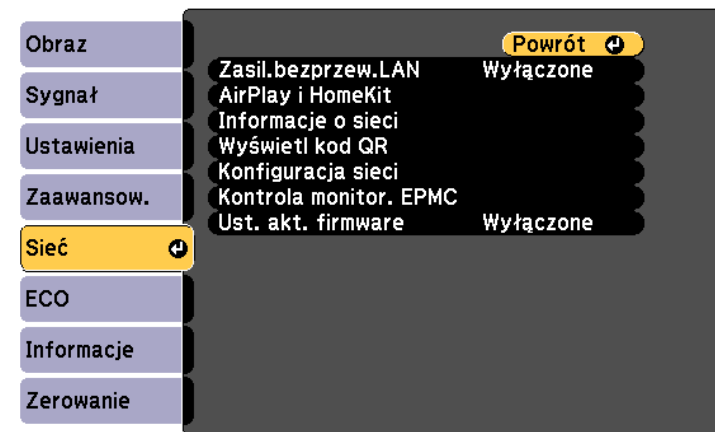 Obraz
Sygnał
Ustawienia
Zaawansow.
Sieć
ECO
Informacje
Zerowanie
Powrót
Zasil.bezprzew.LAN Wyłączone
AirPlay i HomeKit
Informacje o sieci
Wyświetl kod QR
Konfiguracja sieci
Kontrola monitor. EPMC
Ust. akt. firmware Wyłączone